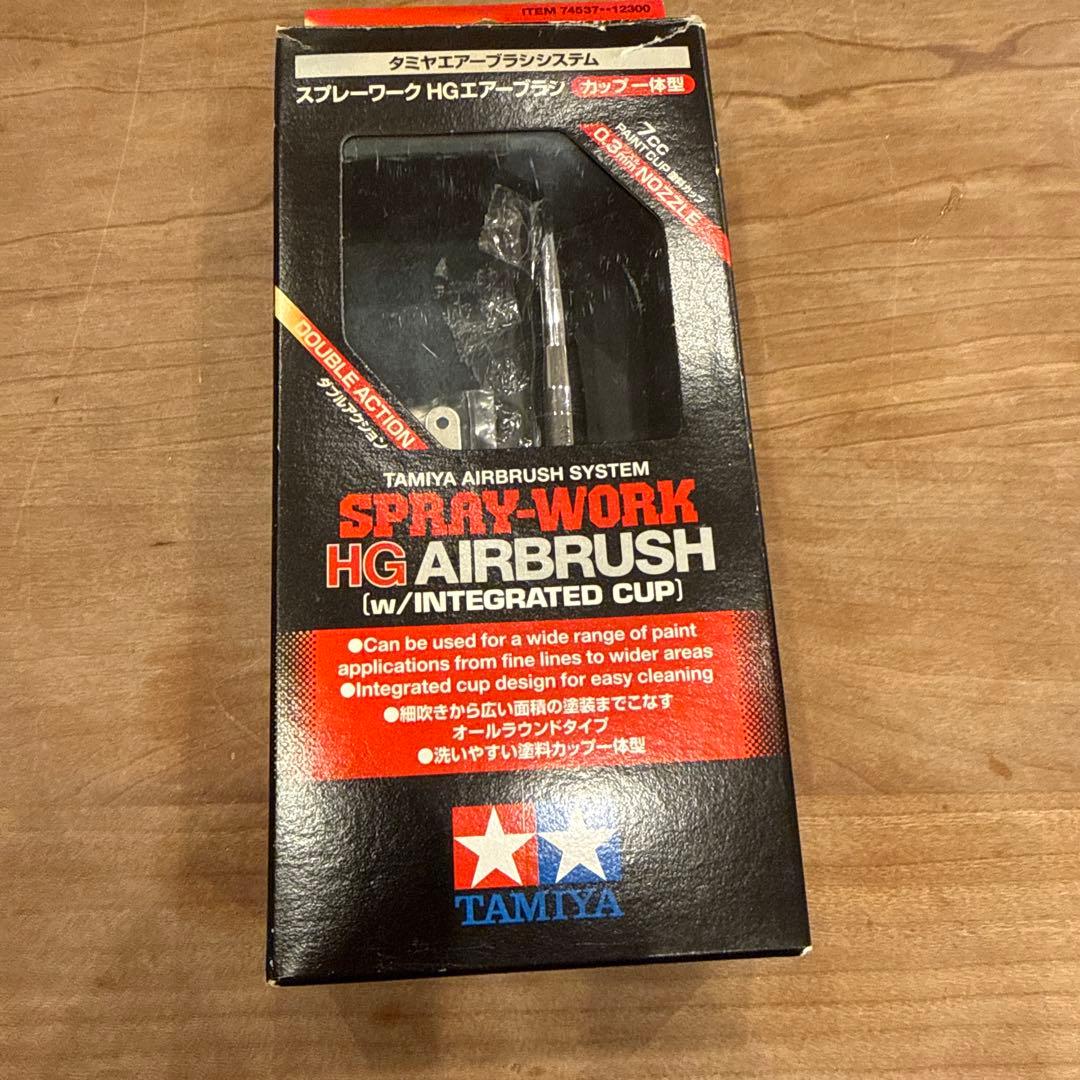 ITEM 74537••12300
タミヤエアーブラシシステム
スプレーワーク HGエアーブラシ カップ一体型
7cc
PAINT CUP 塗料カップ
0.3mm NOZZLE
DOUBLE ACTION
ダブルアクション
TAMIYA AIRBRUSH SYSTEM
SPRAY-WORK
HG AIRBRUSH
(w/INTEGRATED CUP)
●Can be used for a wide range of paint
applications from fine lines to wider areas
●Integrated cup design for easy cleaning
●細吹きから広い面積の塗装までこなす
オールラウンドタイプ
●洗いやすい塗料カップ一体型
TAMIYA